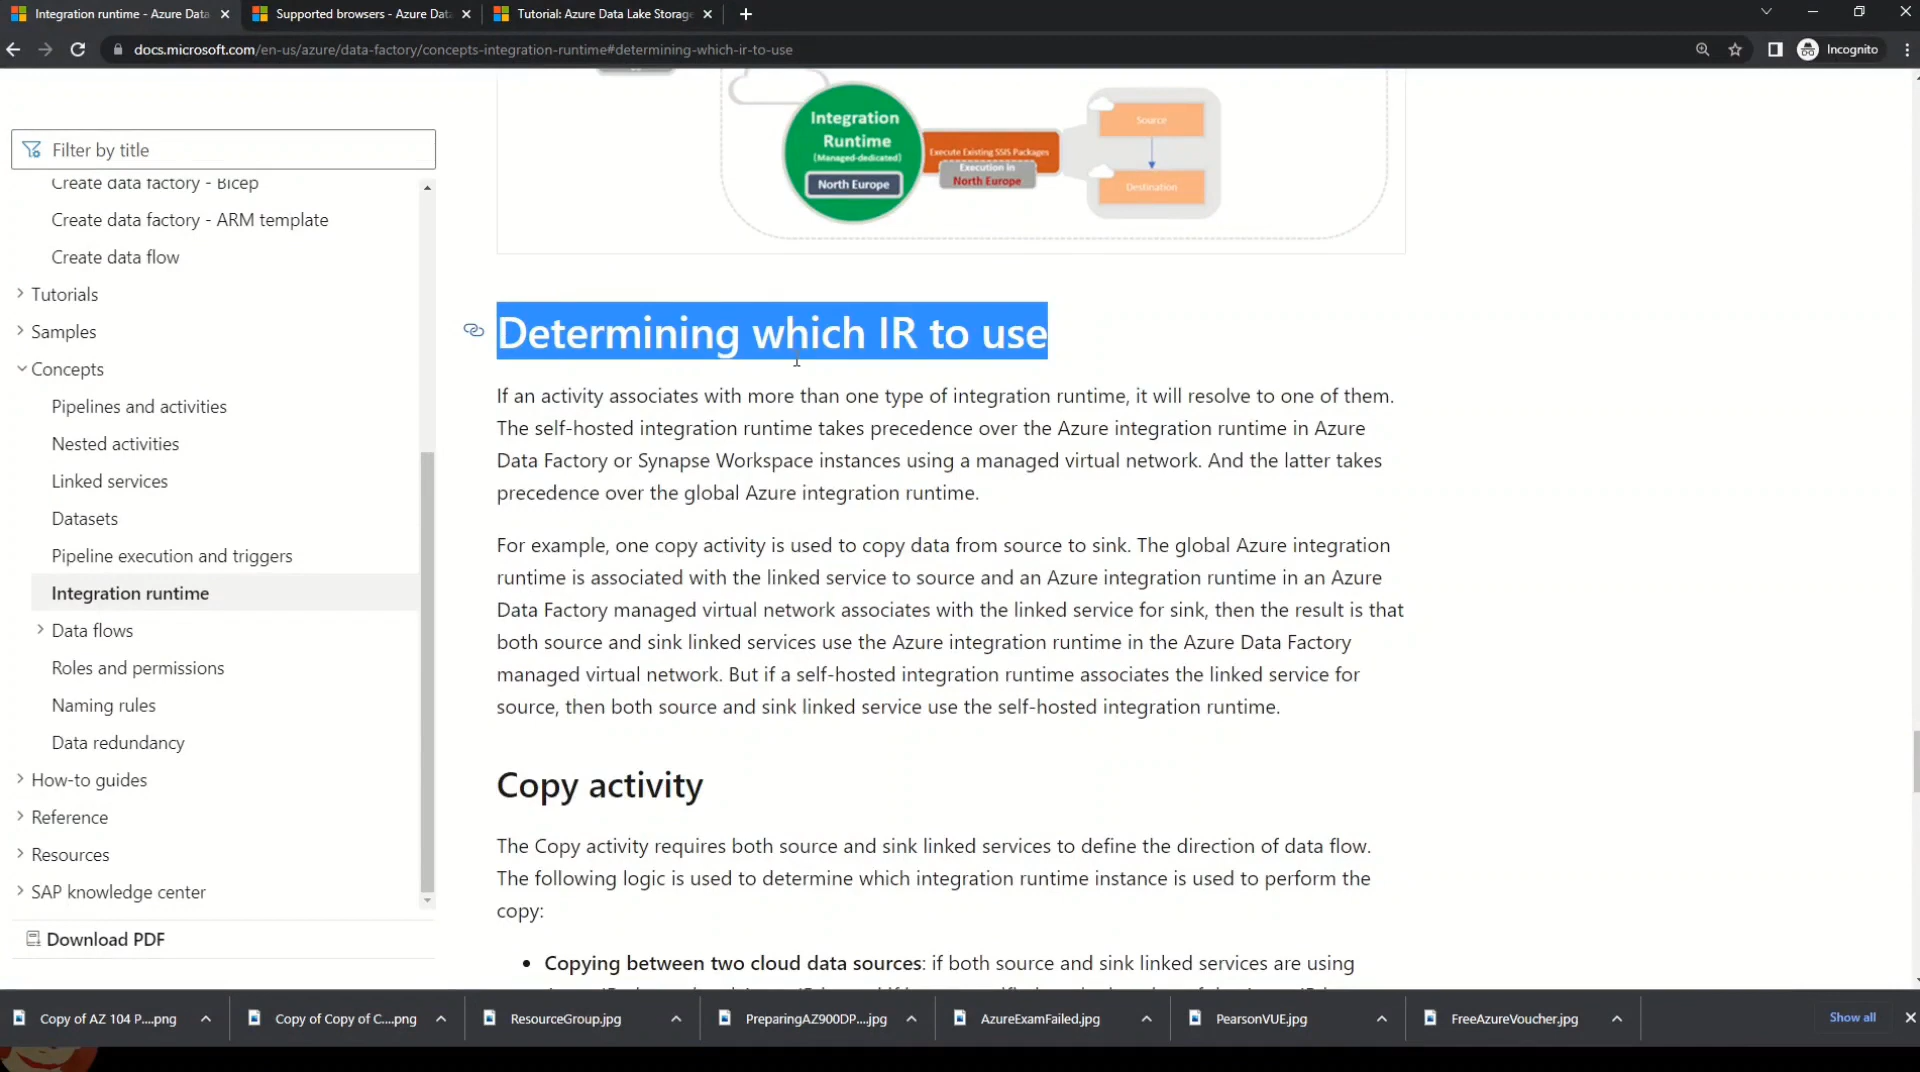 Integration runtime - Azure Data
Supported browsers - Azure Dat
Tutorial: Azure Data Lake Storage
docs.microsoft.com/en-us/azure/data-factory/concepts-integration-runtime#determining-which-ir-to-use
Incognito
Filter by title
Create data factory - Bicep
Create data factory - ARM template
Create data flow
Tutorials
Samples
Concepts
Pipelines and activities
Nested activities
Linked services
Datasets
Pipeline execution and triggers
Integration runtime
Data flows
Roles and permissions
Naming rules
Data redundancy
How-to guides
Reference
Resources
SAP knowledge center
Download PDF
Integration
Runtime
(Managed-dedicated)
North Europe
Execute Existing SSIS Packages
Execution in
North Europe
Source
Destination
Determining which IR to use
If an activity associates with more than one type of integration runtime, it will resolve to one of them.
The self-hosted integration runtime takes precedence over the Azure integration runtime in Azure
Data Factory or Synapse Workspace instances using a managed virtual network. And the latter takes
precedence over the global Azure integration runtime.
For example, one copy activity is used to copy data from source to sink. The global Azure integration
runtime is associated with the linked service to source and an Azure integration runtime in an Azure
Data Factory managed virtual network associates with the linked service for sink, then the result is that
both source and sink linked services use the Azure integration runtime in the Azure Data Factory
managed virtual network. But if a self-hosted integration runtime associates the linked service for
source, then both source and sink linked service use the self-hosted integration runtime.
Copy activity
The Copy activity requires both source and sink linked services to define the direction of data flow.
The following logic is used to determine which integration runtime instance is used to perform the
copy:
• Copying between two cloud data sources: if both source and sink linked services are using
Copy of AZ 104 P....png
Copy of Copy of C....png
ResourceGroup.jpg
PreparingAZ900DP....jpg
AzureExamFailed.jpg
PearsonVUE.jpg
FreeAzureVoucher.jpg
Show all